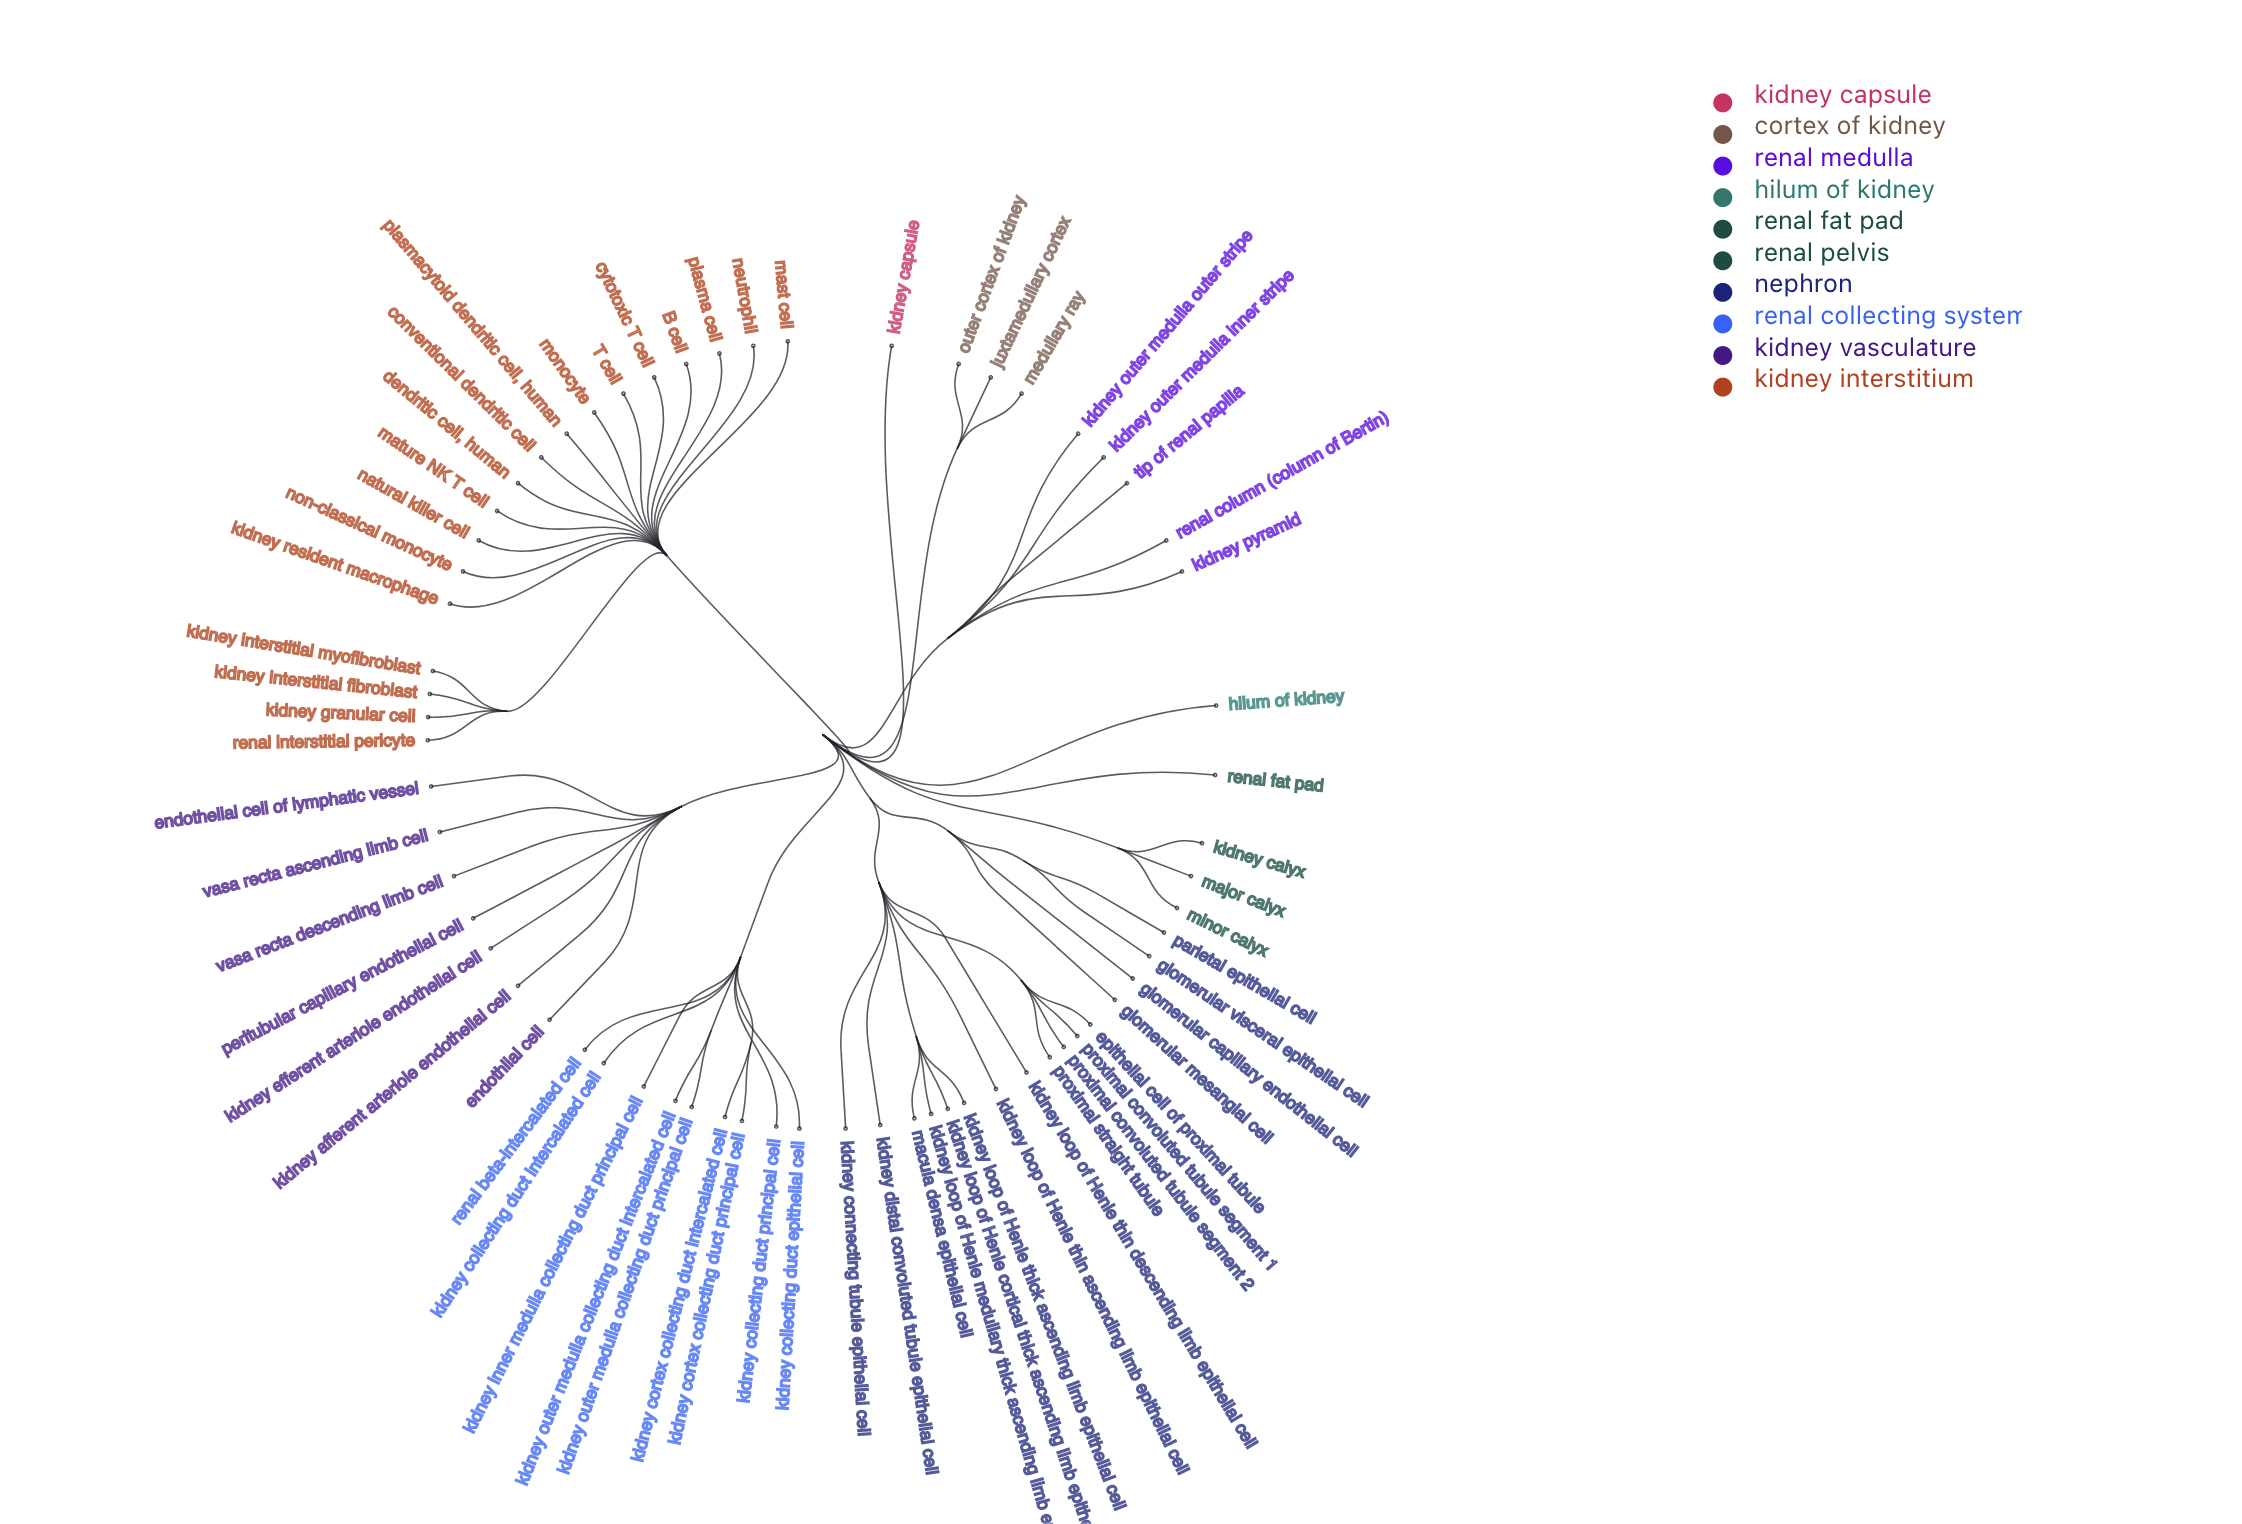 kidney capsule
cortex of kidney
renal medulla
hilum of kidney
renal fat pad
renal pelvis
nephron
renal collecting system
kidney vasculature
kidney interstitium
kidney capsule
outer cortex of kidney
juxtamedullary cortex
medullary ray
kidney outer medulla outer stripe
kidney outer medulla inner stripe
tip of renal papilla
renal column (column of Bertin)
kidney pyramid
hilum of kidney
renal fat pad
kidney calyx
major calyx
minor calyx
parietal epithelial cell
glomerular visceral epithelial cell
glomerular capillary endothelial cell
glomerular mesangial cell
epithelial cell of proximal tubule
proximal convoluted tubule segment 1
proximal convoluted tubule segment 2
proximal straight tubule
kidney loop of Henle thin descending limb epithelial cell
kidney loop of Henle thin ascending limb epithelial cell
kidney loop of Henle thick ascending limb epithelial cell
kidney loop of Henle cortical thick ascending limb
kidney loop of Henle medullary thick ascending limb
macula densa epithelial cell
kidney distal convoluted tubule epithelial cell
kidney connecting tubule epithelial cell
kidney collecting duct epithelial cell
kidney collecting duct principal cell
kidney cortex collecting duct principal cell
kidney cortex collecting duct intercalated cell
kidney outer medulla collecting duct principal cell
kidney outer medulla collecting duct intercalated cell
kidney inner medulla collecting duct principal cell
kidney collecting duct intercalated cell
renal beta-intercalated cell
endothilal cell
kidney afferent arteriole endothelial cell
kidney efferent arteriole endothelial cell
peritubular capillary endothelial cell
vasa recta descending limb cell
vasa recta ascending limb cell
endothelial cell of lymphatic vessel
renal interstitial pericyte
kidney granular cell
kidney interstitial fibroblast
kidney interstitial myofibroblast
kidney resident macrophage
non-classical monocyte
natural killer cell
mature NK T cell
dendritic cell, human
conventional dendritic cell
plasmacytoid dendritic cell, human
monocyte
T cell
cytotoxic T cell
B cell
plasma cell
neutrophil
mast cell